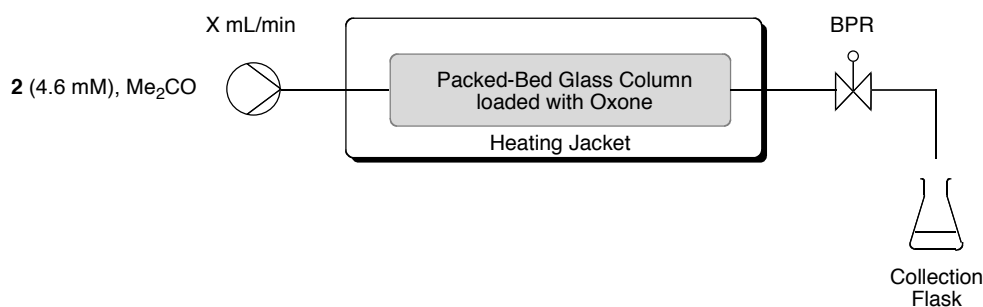 X mL/min
BPR
2 (4.6 mM), Me₂CO
Packed-Bed Glass Column
loaded with Oxone
Heating Jacket
Collection
Flask